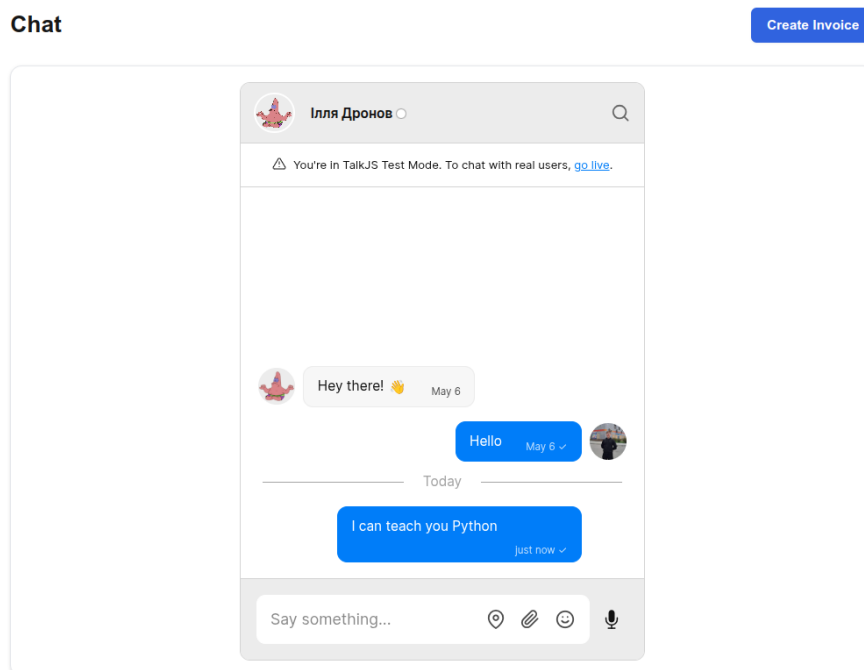 Chat
Create Invoice
Ілля Дронов
You're in TalkJS Test Mode. To chat with real users, go live.
Hey there! 👋
May 6
Hello
May 6 ✓
Today
I can teach you Python
just now ✓
Say something...